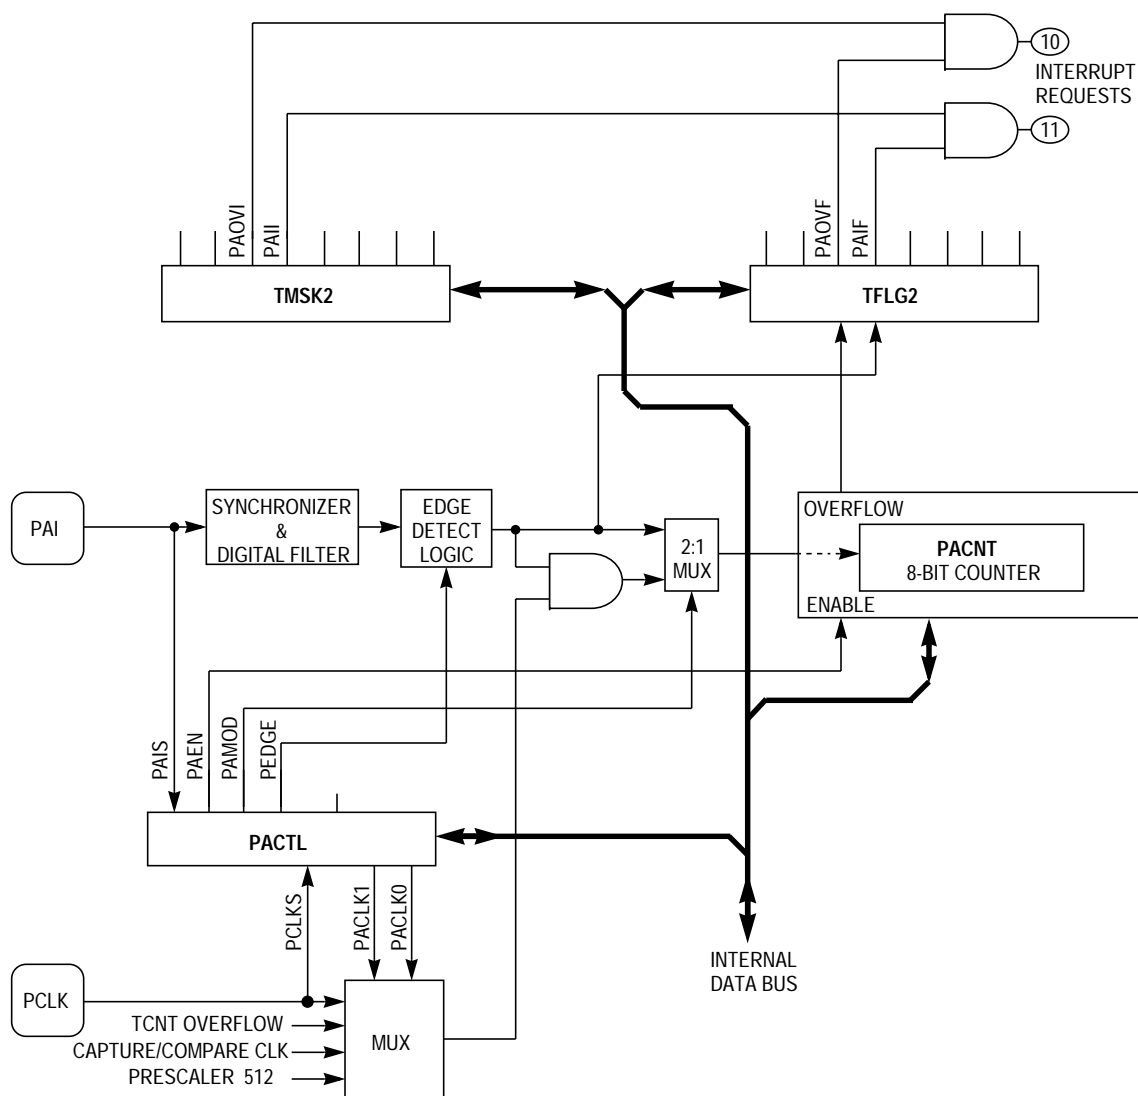 10
INTERRUPT
REQUESTS
11
PAOVI
PAII
PAOVF
PAIF
TMSK2
TFLG2
PAI
SYNCHRONIZER
&
DIGITAL FILTER
EDGE
DETECT
LOGIC
2:1
MUX
OVERFLOW
PACNT
8-BIT COUNTER
ENABLE
PAIS
PAEN
PAMOD
PEDGE
PACTL
PCLKS
PACLK1
PACLK0
INTERNAL
DATA BUS
PCLK
TCNT OVERFLOW
CAPTURE/COMPARE CLK
PRESCALER 512
MUX